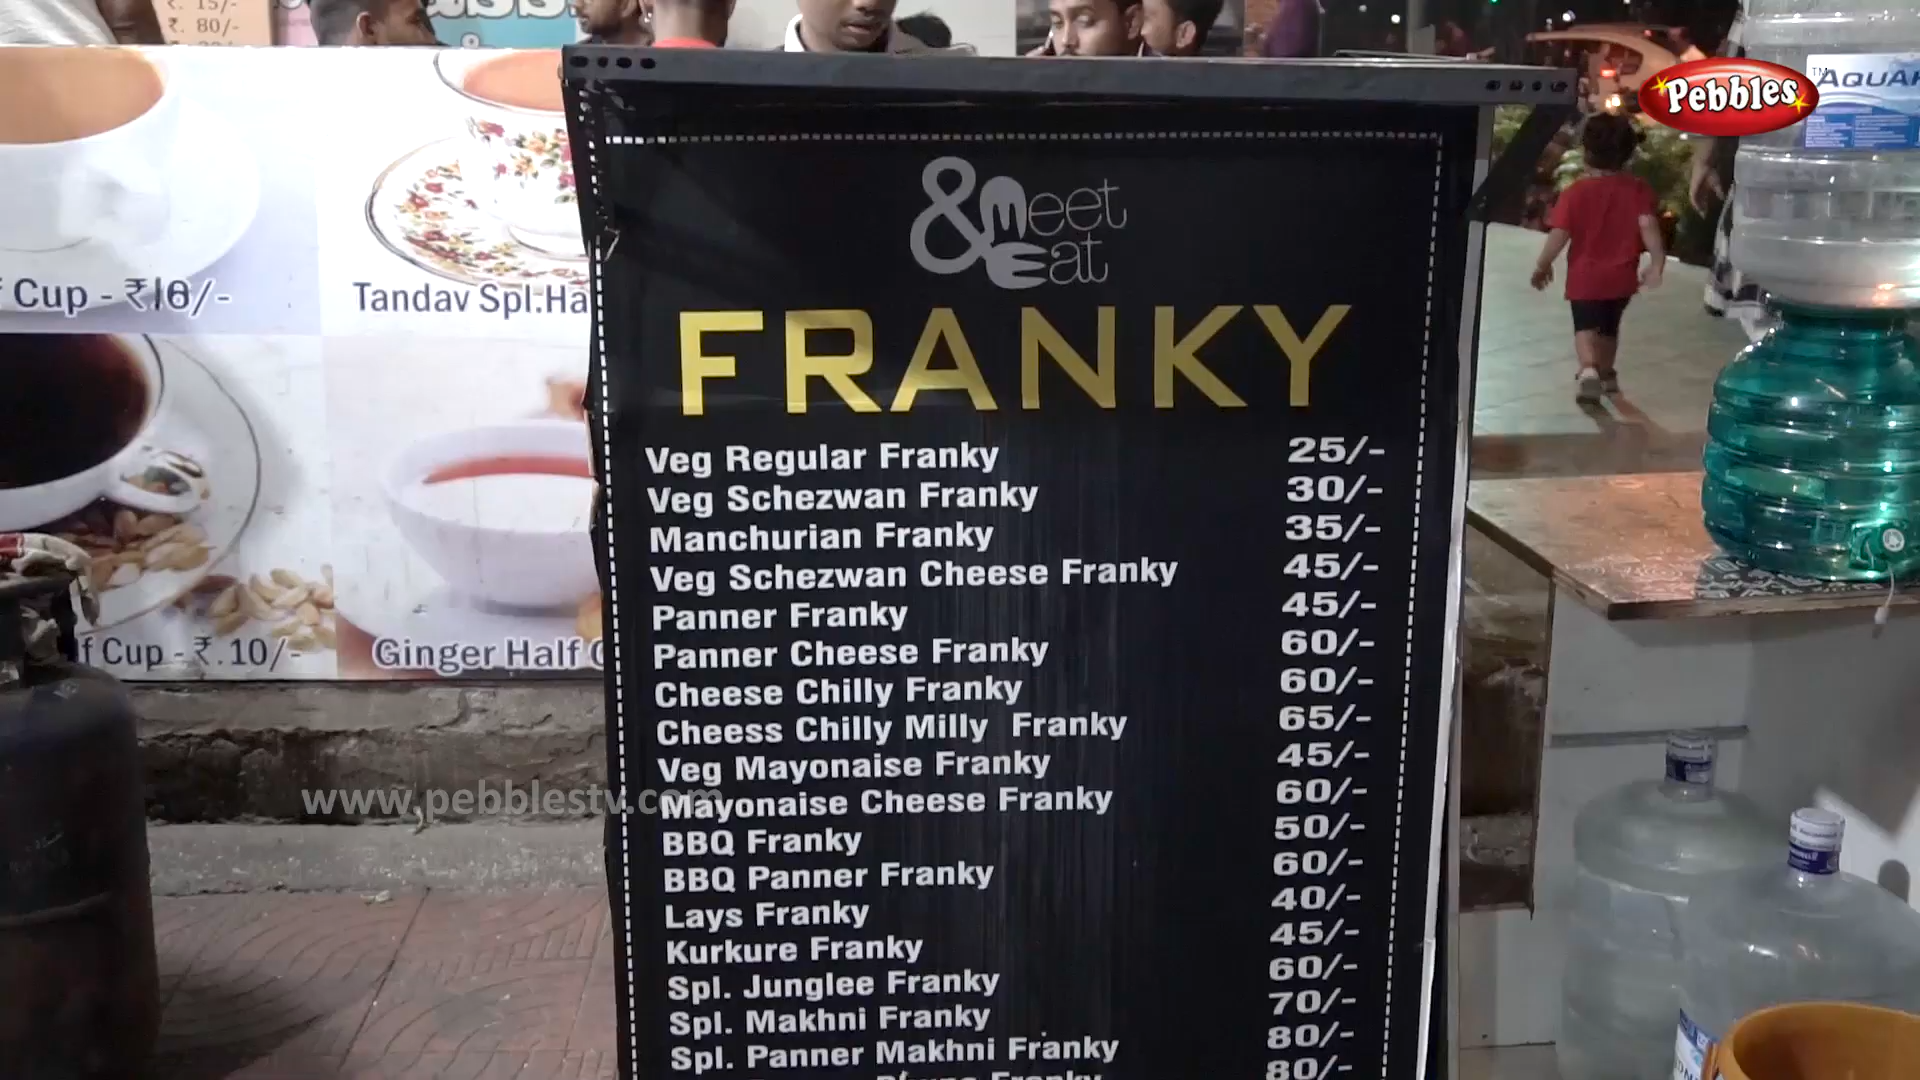 ₹. 15/-
₹. 80/-
Pebbles
TM
AQUA
Cup - ₹
Tandav Spl.Ha
f Cup - ₹.10/-
Ginger Half
&Meet
Eat
FRANKY
Veg Regular Franky 25/-
Veg Schezwan Franky 30/-
Manchurian Franky 35/-
Veg Schezwan Cheese Franky 45/-
Panner Franky 45/-
Panner Cheese Franky 60/-
Cheese Chilly Franky 60/-
Cheess Chilly Milly Franky 65/-
Veg Mayonaise Franky 45/-
Mayonaise Cheese Franky 60/-
BBQ Franky 50/-
BBQ Panner Franky 60/-
Lays Franky 40/-
Kurkure Franky 45/-
Spl. Junglee Franky 60/-
Spl. Makhni Franky 70/-
Spl. Panner Makhni Franky 80/-
Franky 80/-
www.pebblestv.com